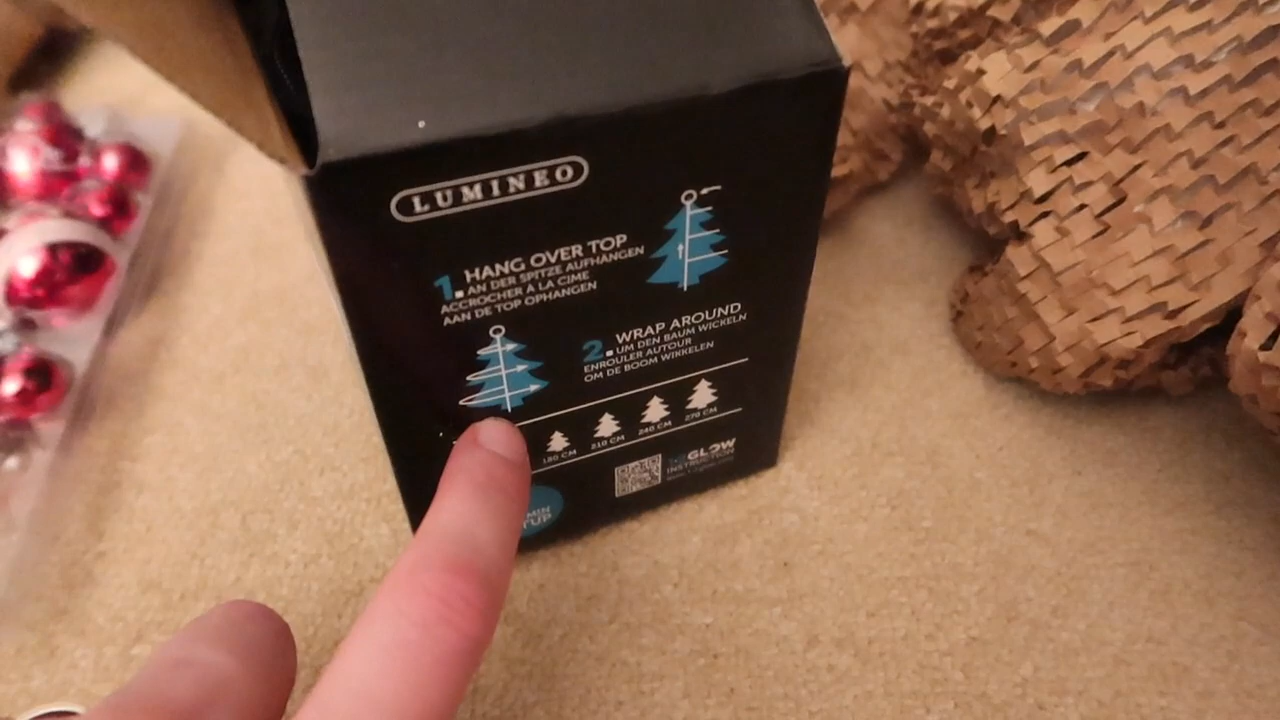 LUMINEO
1. HANG OVER TOP
AN DER SPITZE AUFHÄNGEN
ACCROCHER À LA CIME
AAN DE TOP OPHANGEN
2. WRAP AROUND
UM DEN BAUM WICKELN
ENROULER AUTOUR
OM DE BOOM WIKKELEN
180 CM 210 CM 240 CM 270 CM
GLOW
INSTRUCTION
MIN